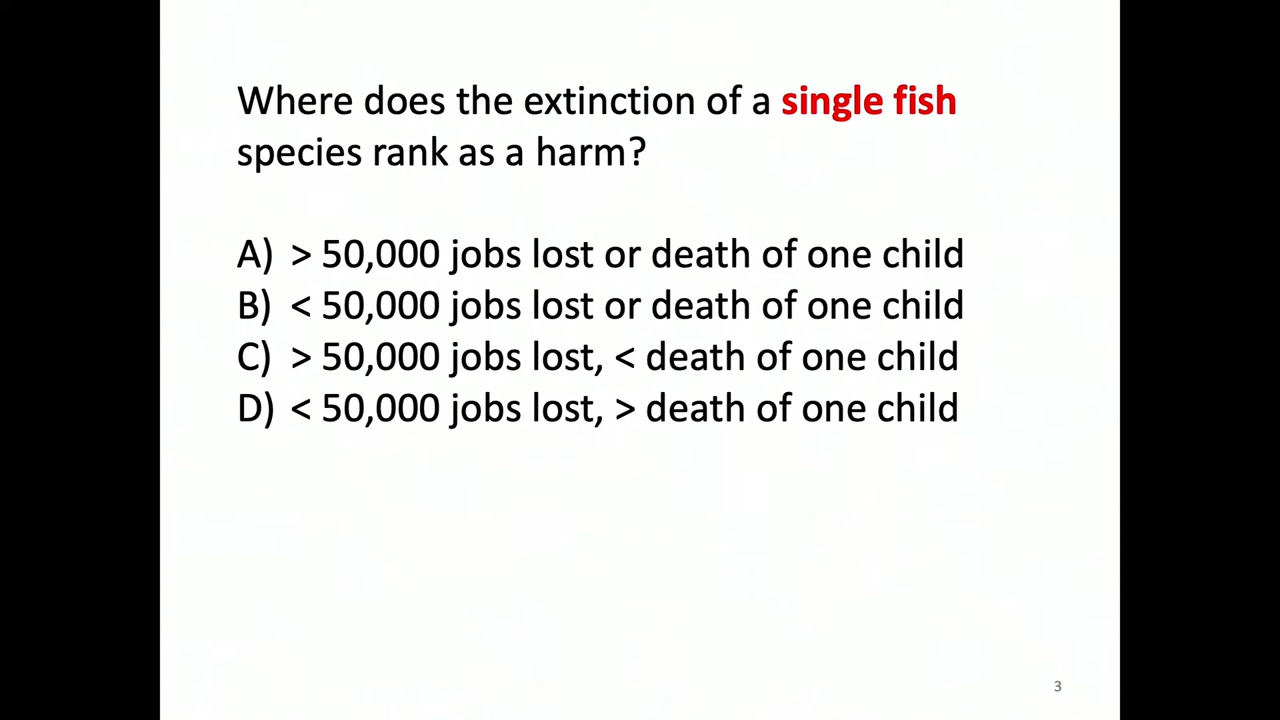 Where does the extinction of a single fish
species rank as a harm?
A) > 50,000 jobs lost or death of one child
B) < 50,000 jobs lost or death of one child
C) > 50,000 jobs lost, < death of one child
D) < 50,000 jobs lost, > death of one child
3